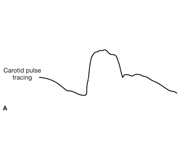 Carotid pulse
tracing
A